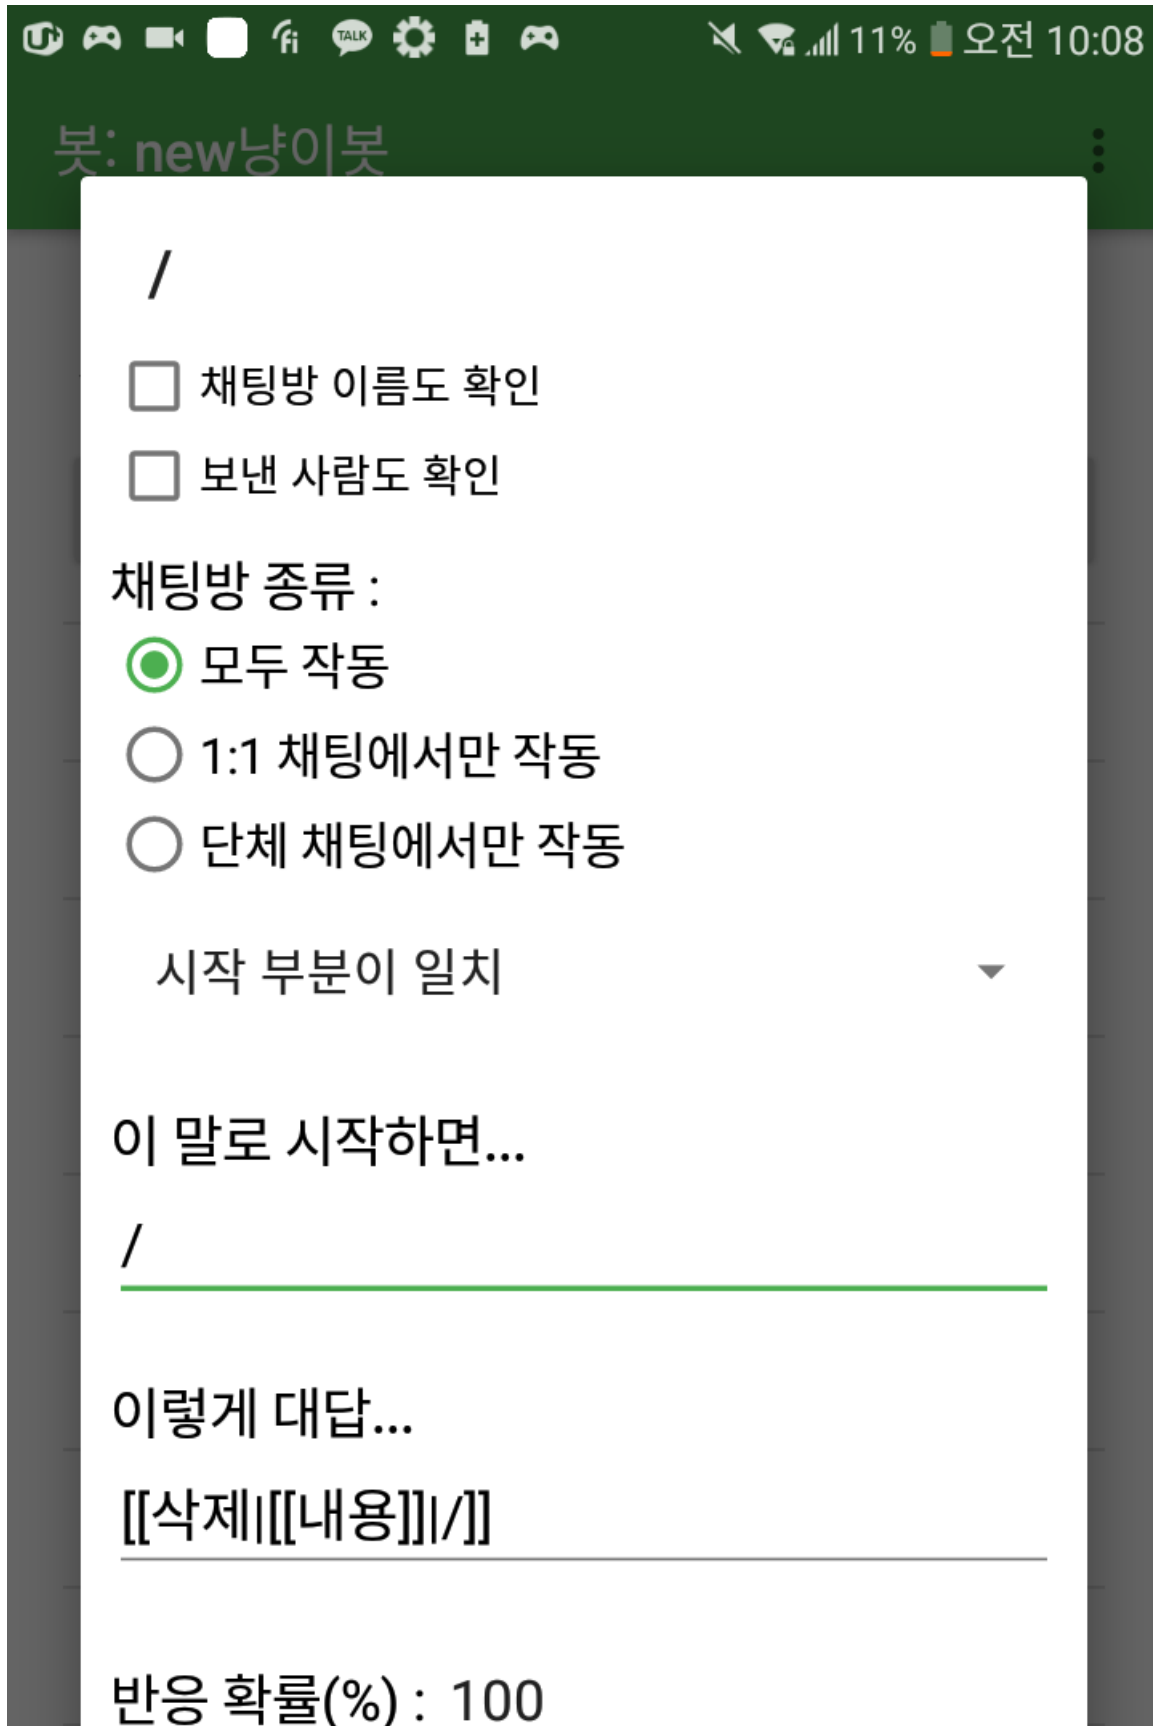 TALK 11% 오전 10:08
봇: new냥이봇
/
채팅방 이름도 확인
보낸 사람도 확인
채팅방 종류 :
모두 작동
1:1 채팅에서만 작동
단체 채팅에서만 작동
시작 부분이 일치
이 말로 시작하면...
/
이렇게 대답...
[[삭제|[[내용]]|/]]
반응 확률(%) : 100